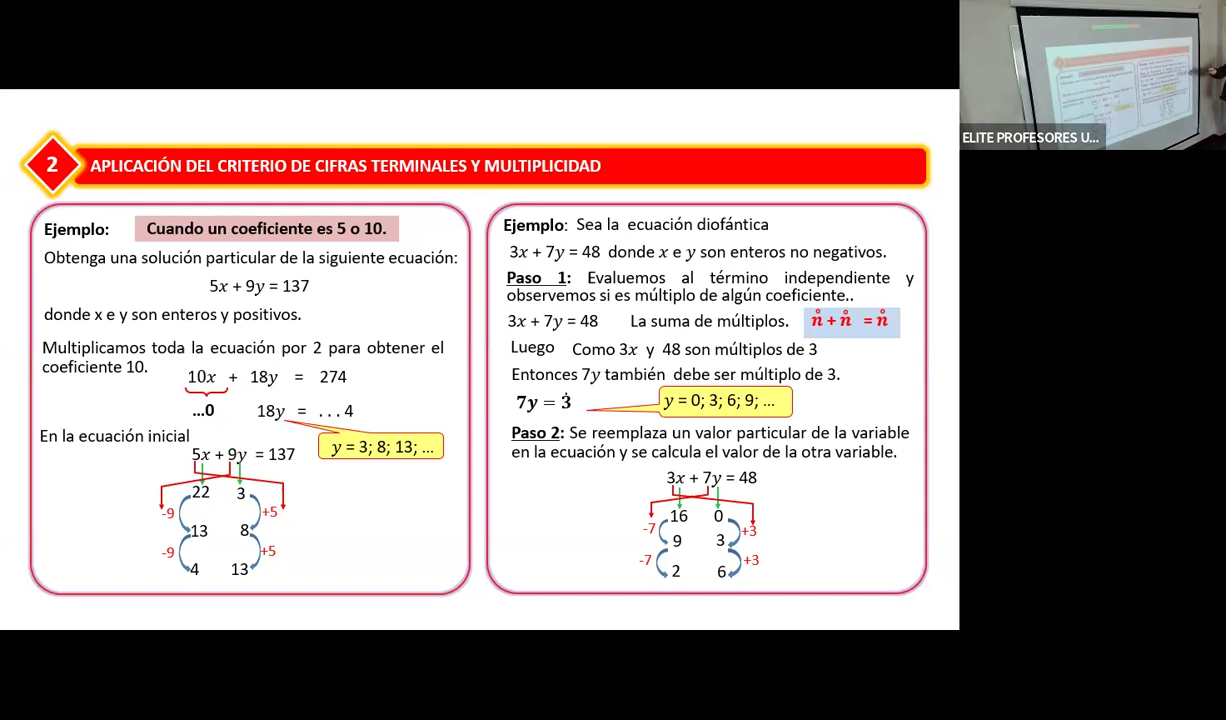 2
APLICACIÓN DEL CRITERIO DE CIFRAS TERMINALES Y MULTIPLICIDAD
Ejemplo: Cuando un coeficiente es 5 o 10.
Obtenga una solución particular de la siguiente ecuación:
5x + 9y = 137
donde x e y son enteros y positivos.
Multiplicamos toda la ecuación por 2 para obtener el
coeficiente 10.
10x + 18y = 274
...0 18y = . . . 4
En la ecuación inicial
y = 3; 8; 13; ...
5x + 9y = 137
22 3
-9 +5
13 8
-9 +5
4 13
Ejemplo: Sea la ecuación diofántica
3x + 7y = 48 donde x e y son enteros no negativos.
Paso 1: Evaluemos al término independiente y
observemos si es múltiplo de algún coeficiente..
3x + 7y = 48 La suma de múltiplos. n̊ + n̊ = n̊
Luego Como 3x y 48 son múltiplos de 3
Entonces 7y también debe ser múltiplo de 3.
7y = 3̇ y = 0; 3; 6; 9; ...
Paso 2: Se reemplaza un valor particular de la variable
en la ecuación y se calcula el valor de la otra variable.
3x + 7y = 48
16 0
-7 +3
9 3
-7 +3
2 6
ELITE PROFESORES U...